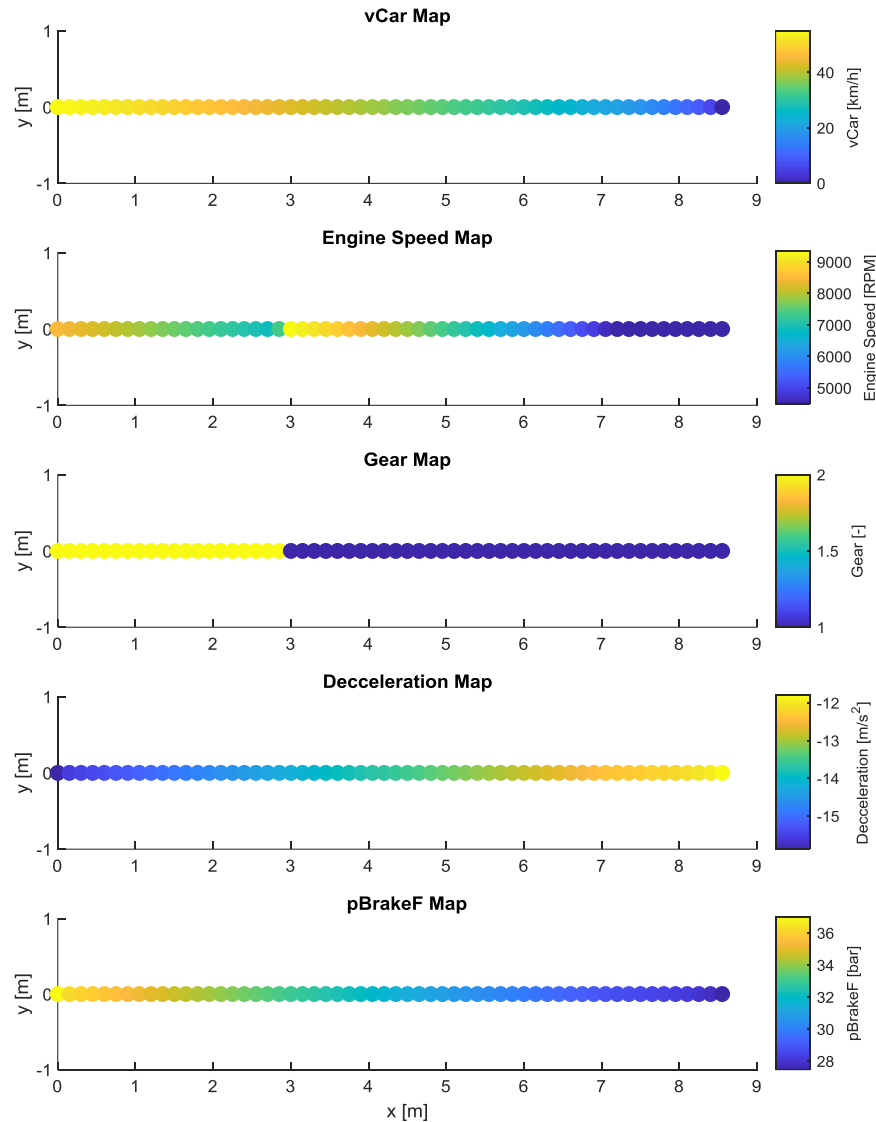 vCar Map
1
0
-1
y [m]
0 1 2 3 4 5 6 7 8 9
40
20
0
vCar [km/h]
Engine Speed Map
1
0
-1
y [m]
0 1 2 3 4 5 6 7 8 9
9000
8000
7000
6000
5000
Engine Speed [RPM]
Gear Map
1
0
-1
y [m]
0 1 2 3 4 5 6 7 8 9
2
1.5
1
Gear [-]
Decceleration Map
1
0
-1
y [m]
0 1 2 3 4 5 6 7 8 9
-12
-13
-14
-15
Decceleration [m/s²]
pBrakeF Map
1
0
-1
y [m]
0 1 2 3 4 5 6 7 8 9
x [m]
36
34
32
30
28
pBrakeF [bar]